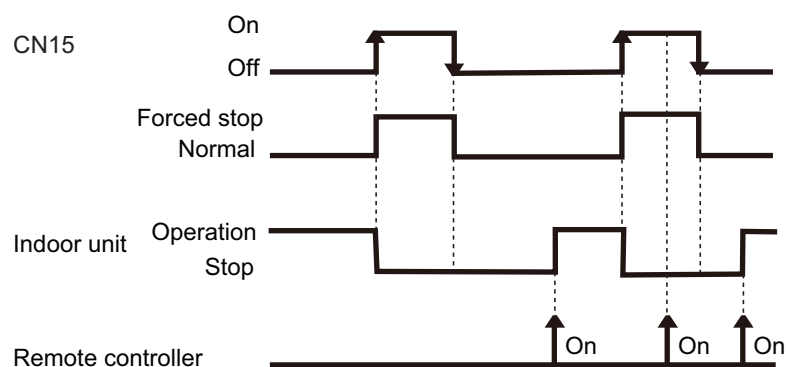 On
CN15
Off
Forced stop
Normal
Operation
Indoor unit
Stop
On
On
On
Remote controller